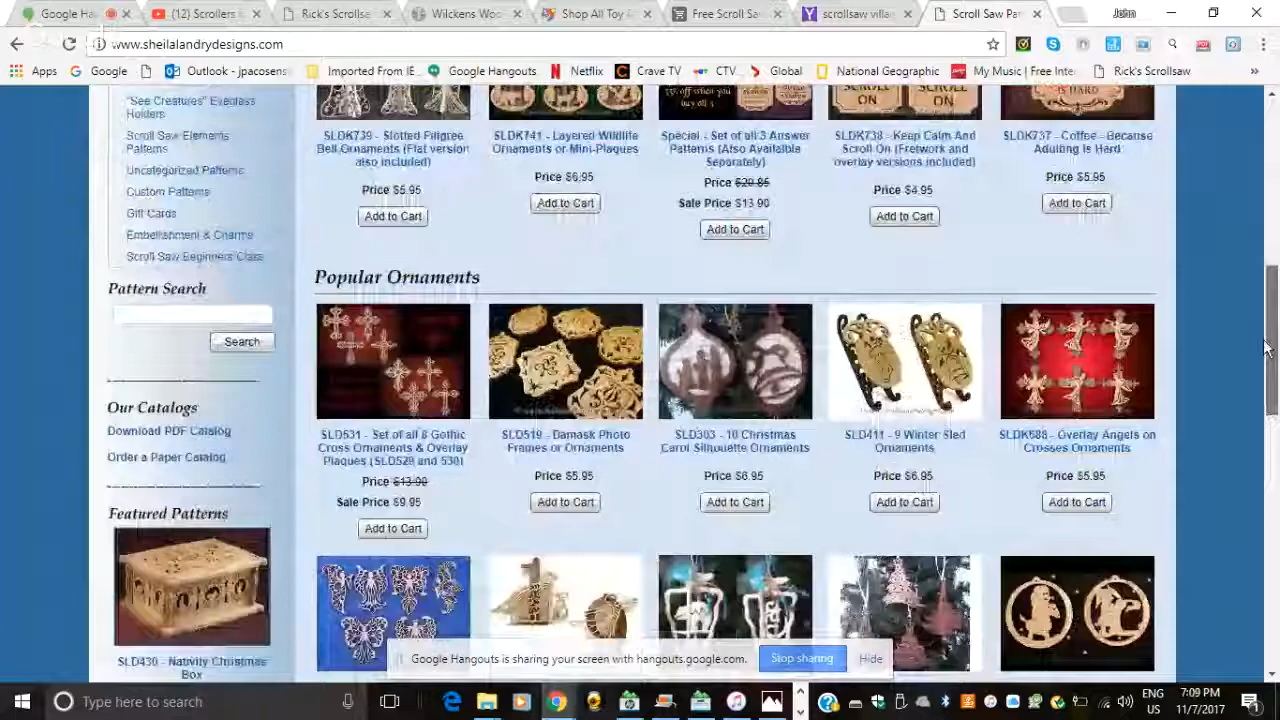 Google Ha
(12) Scrollers
Rick's Scrollsa
Wilckens Woo
Shop All Toy
Free Scroll Sa
scrollsaw villa
Scroll Saw Pa
John
www.sheilalandrydesigns.com
Apps
Google
Outlook - jpacosens
Imported From IE
Google Hangouts
Netflix
Crave TV
CTV
Global
National Geographic
My Music | Free Inte
Rick's Scrollsaw
»
"See Creatures" Eyeglass
Holders
Scroll Saw Elements
Patterns
Uncategorized Patterns
Custom Patterns
Gift Cards
Embellishment & Charms
Scroll Saw Beginners Class
Pattern Search
Search
Our Catalogs
Download PDF Catalog
Order a Paper Catalog
Featured Patterns
SLD430 - Nativity Christmas
Box
buy all 3
SCROLL
ON
SCROLL
ON
IS HARD
SLDK739 - Slotted Filigree
Bell Ornaments (Flat version
also included)
Price $5.95
Add to Cart
SLDK741 - Layered Wildlife
Ornaments or Mini-Plaques
Price $6.95
Add to Cart
Special - Set of all 3 Answer
Patterns (Also Available
Separately)
Price $20.85
Sale Price $13.90
Add to Cart
SLDK738 - Keep Calm And
Scroll On (Fretwork and
overlay versions included)
Price $4.95
Add to Cart
SLDK737 - Coffee - Because
Adulting Is Hard
Price $5.95
Add to Cart
Popular Ornaments
SLD531 - Set of all 8 Gothic
Cross Ornaments & Overlay
Plaques (SLD529 and 530)
Price $13.90
Sale Price $9.95
Add to Cart
SLD519 - Damask Photo
Frames or Ornaments
Price $5.95
Add to Cart
SLD303 - 10 Christmas
Carol Silhouette Ornaments
Price $6.95
Add to Cart
SLD411 - 9 Winter Sled
Ornaments
Price $6.95
Add to Cart
SLDK688 - Overlay Angels on
Crosses Ornaments
Price $5.95
Add to Cart
Google Hangouts is sharing your screen with hangouts.google.com.
Stop sharing
Hide
Type here to search
ENG
US
7:09 PM
11/7/2017